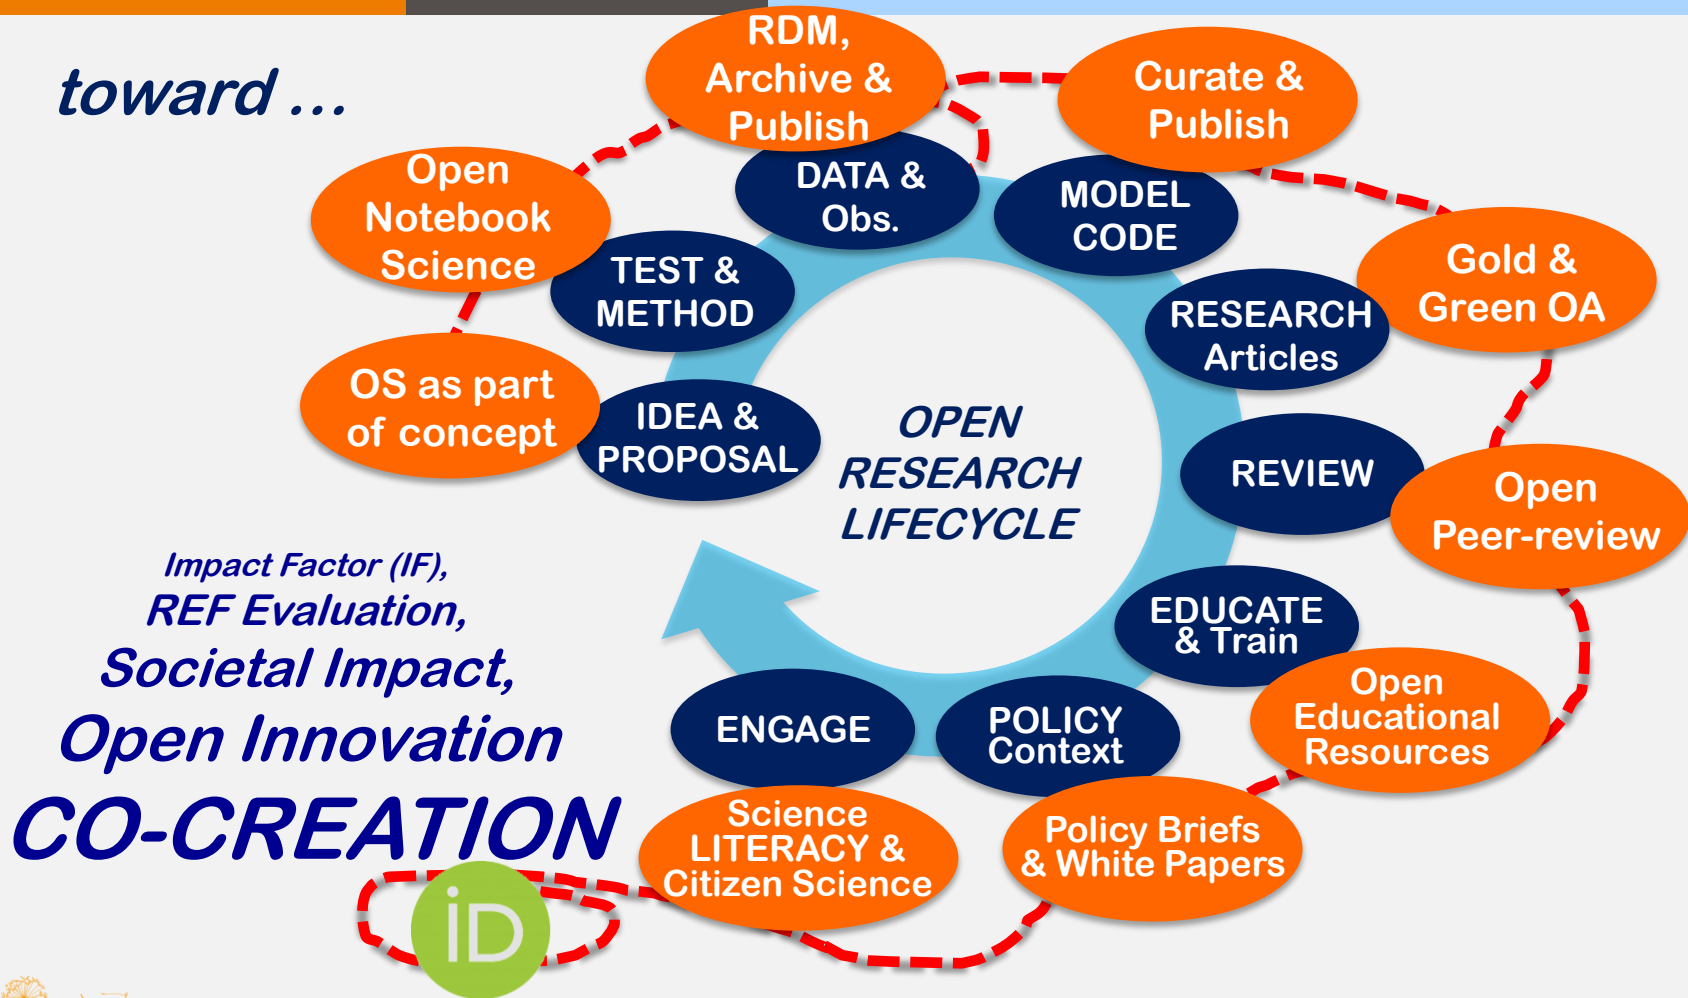 toward ...
RDM,
Archive &
Publish
Curate &
Publish
Open
Notebook
Science
DATA &
Obs.
MODEL
CODE
Gold &
Green OA
TEST &
METHOD
RESEARCH
Articles
OS as part
of concept
IDEA &
PROPOSAL
OPEN
RESEARCH
LIFECYCLE
REVIEW
Open
Peer-review
Impact Factor (IF),
REF Evaluation,
Societal Impact,
Open Innovation
CO-CREATION
EDUCATE
& Train
Open
Educational
Resources
ENGAGE
POLICY
Context
Science
LITERACY &
Citizen Science
Policy Briefs
& White Papers
iD